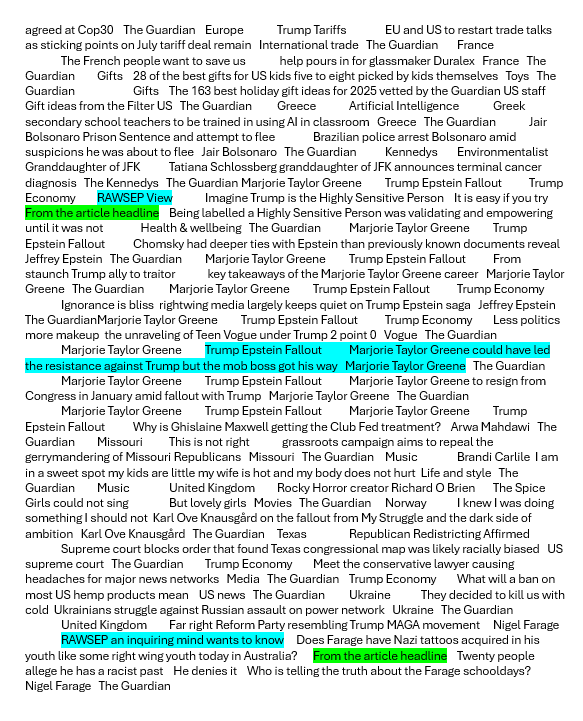 agreed at Cop30 The Guardian Europe Trump Tariffs EU and US to restart trade talks
as sticking points on July tariff deal remain International trade The Guardian France
The French people want to save us help pours in for glassmaker Duralex France The
Guardian Gifts 28 of the best gifts for US kids five to eight picked by kids themselves Toys The
Guardian Gifts The 163 best holiday gift ideas for 2025 vetted by the Guardian US staff
Gift ideas from the Filter US The Guardian Greece Artificial Intelligence Greek
secondary school teachers to be trained in using AI in classroom Greece The Guardian Jair
Bolsonaro Prison Sentence and attempt to flee Brazilian police arrest Bolsonaro amid
suspicions he was about to flee Jair Bolsonaro The Guardian Kennedys Environmentalist
Granddaughter of JFK Tatiana Schlossberg granddaughter of JFK announces terminal cancer
diagnosis The Kennedys The Guardian Marjorie Taylor Greene Trump Epstein Fallout Trump
Economy RAWSEP View Imagine Trump is the Highly Sensitive Person It is easy if you try
From the article headline Being labelled a Highly Sensitive Person was validating and empowering
until it was not Health & wellbeing The Guardian Marjorie Taylor Greene Trump
Epstein Fallout Chomsky had deeper ties with Epstein than previously known documents reveal
Jeffrey Epstein The Guardian Marjorie Taylor Greene Trump Epstein Fallout From
staunch Trump ally to traitor key takeaways of the Marjorie Taylor Greene career Marjorie Taylor
Greene The Guardian Marjorie Taylor Greene Trump Epstein Fallout Trump Economy
Ignorance is bliss rightwing media largely keeps quiet on Trump Epstein saga Jeffrey Epstein
The GuardianMarjorie Taylor Greene Trump Epstein Fallout Trump Economy Less politics
more makeup the unraveling of Teen Vogue under Trump 2 point 0 Vogue The Guardian
Marjorie Taylor Greene Trump Epstein Fallout Marjorie Taylor Greene could have led
the resistance against Trump but the mob boss got his way Marjorie Taylor Greene The Guardian
Marjorie Taylor Greene Trump Epstein Fallout Marjorie Taylor Greene to resign from
Congress in January amid fallout with Trump Marjorie Taylor Greene The Guardian
Marjorie Taylor Greene Trump Epstein Fallout Marjorie Taylor Greene Trump
Epstein Fallout Why is Ghislaine Maxwell getting the Club Fed treatment? Arwa Mahdawi The
Guardian Missouri This is not right grassroots campaign aims to repeal the
gerrymandering of Missouri Republicans Missouri The Guardian Music Brandi Carlile I am
in a sweet spot my kids are little my wife is hot and my body does not hurt Life and style The
Guardian Music United Kingdom Rocky Horror creator Richard O Brien The Spice
Girls could not sing But lovely girls Movies The Guardian Norway I knew I was doing
something I should not Karl Ove Knausgård on the fallout from My Struggle and the dark side of
ambition Karl Ove Knausgård The Guardian Texas Republican Redistricting Affirmed
Supreme court blocks order that found Texas congressional map was likely racially biased US
supreme court The Guardian Trump Economy Meet the conservative lawyer causing
headaches for major news networks Media The Guardian Trump Economy What will a ban on
most US hemp products mean US news The Guardian Ukraine They decided to kill us with
cold Ukrainians struggle against Russian assault on power network Ukraine The Guardian
United Kingdom Far right Reform Party resembling Trump MAGA movement Nigel Farage
RAWSEP an inquiring mind wants to know Does Farage have Nazi tattoos acquired in his
youth like some right wing youth today in Australia? From the article headline Twenty people
allege he has a racist past He denies it Who is telling the truth about the Farage schooldays?
Nigel Farage The Guardian